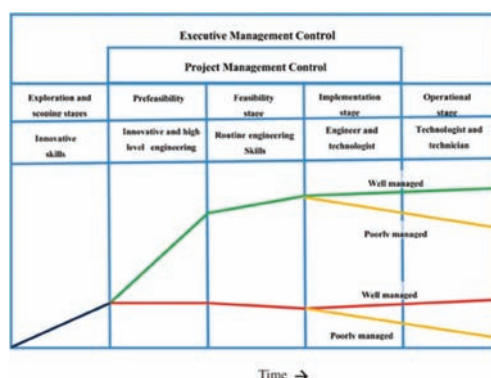 Executive Management Control
Project Management Control
Exploration and
scoping stages
Prefeasibility
Feasibility
stage
Implementation
stage
Operational
stage
Innovative
skills
Innovative and high
level engineering
Routine engineering
Skills
Engineer and
technologist
Technologist and
technician
Well managed
Poorly managed
Well managed
Poorly managed
Time →